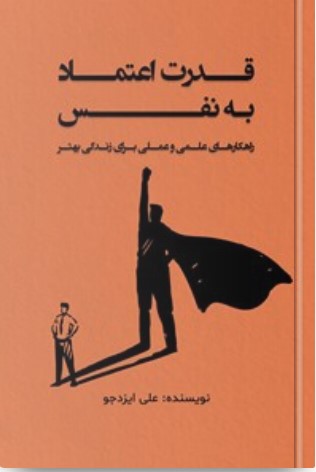 قدرت اعتماد
به نفس
راهکارهای علمی و عملی برای زندگی بهتر
نویسنده: علی ایزدجو